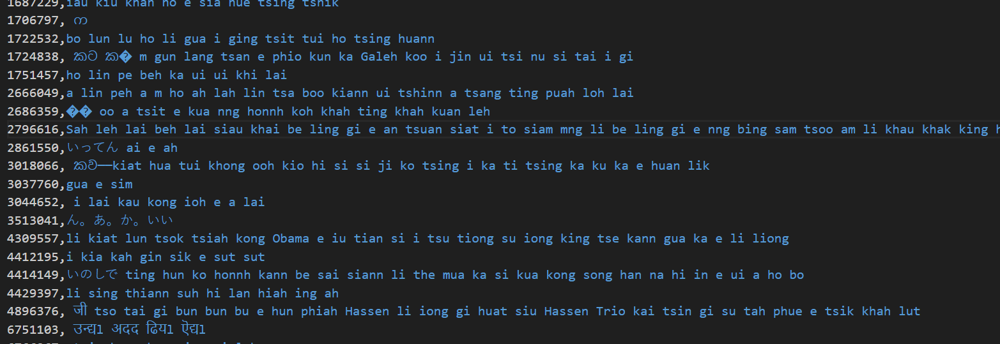 1687229,iau kiu khah ho e sia hue tsing tshik
1706797, ന
1722532,bo lun lu ho li gua i ging tsit tui ho tsing huann
1724838, � m gun lang tsan e phio kun ka Galeh koo i jin ui tsi nu si tai i gi
1751457,ho lin pe beh ka ui ui khi lai
2666049,a lin peh a m ho ah lah lin tsa boo kiann ui tshinn a tsang ting puah loh lai
2686359,�� oo a tsit e kua nng honnh koh khah ting khah kuan leh
2796616,Sah leh lai beh lai siau khai be ling gi e an tsuan siat i to siam mng li be ling gi e nng bing sam tsoo am li khau khak king
2861550,いってん ai e ah
3018066, ──kiat hua tui khong ooh kio hi si si ji ko tsing i ka ti tsing ka ku ka e huan lik
3037760,gua e sim
3044652, i lai kau kong ioh e a lai
3513041,ん。あ。か。いい
4309557,li kiat lun tsok tsiah kong Obama e iu tian si i tsu tiong su iong king tse kann gua ka e li liong
4412195,i kia kah gin sik e sut sut
4414149,いのしで ting hun ko honnh kann be sai siann li the mua ka si kua kong song han na hi in e ui a ho bo
4429397,li sing thiann suh hi lan hiah ing ah
4896376, जी tso tai gi bun bun bu e hun phiah Hassen li iong gi huat siu Hassen Trio kai tsin gi su tah phue e tsik khah lut
6751103, उन्द्यl अदद ढियl ऎद्यl